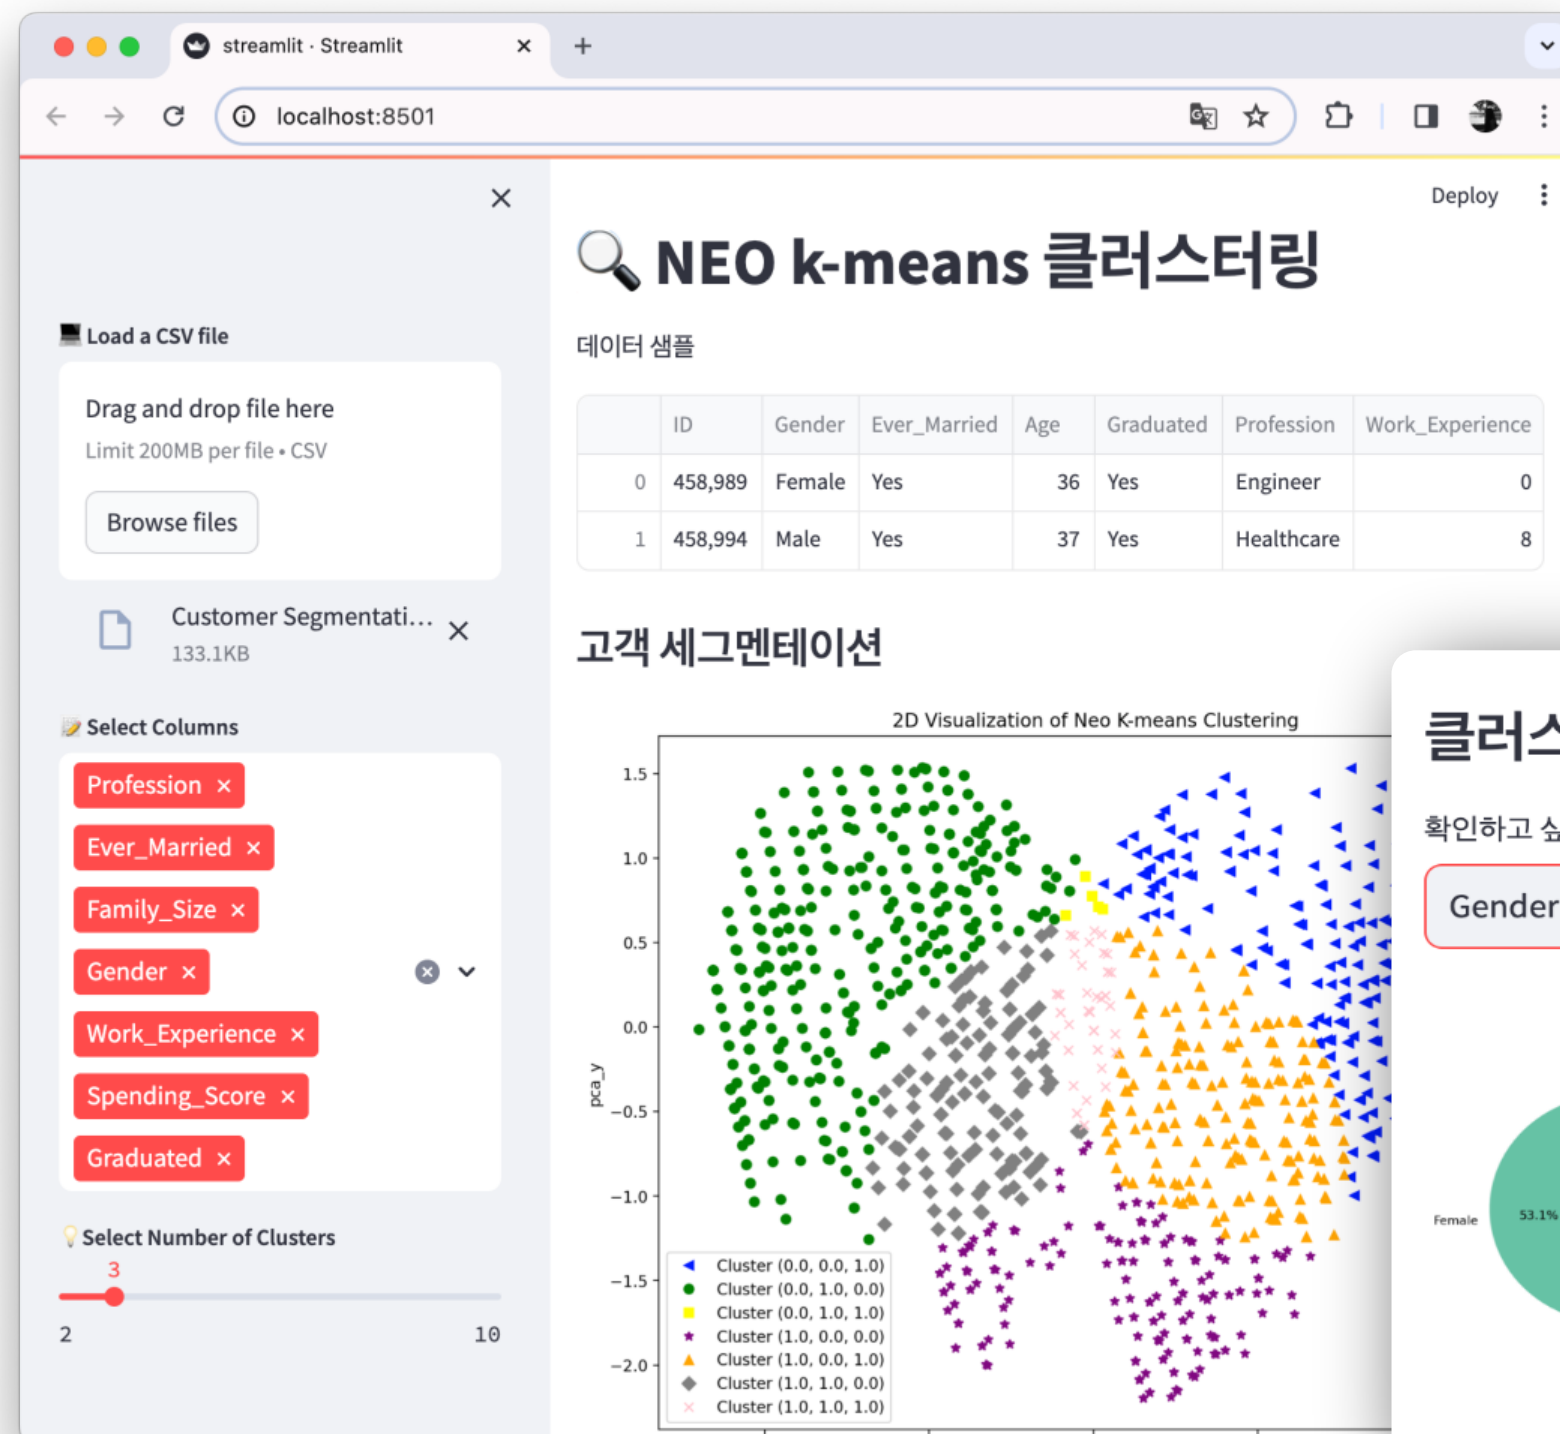 streamlit · Streamlit
localhost:8501
Deploy
Load a CSV file
Drag and drop file here
Limit 200MB per file • CSV
Browse files
Customer Segmentati...
133.1KB
Select Columns
Profession
Ever_Married
Family_Size
Gender
Work_Experience
Spending_Score
Graduated
Select Number of Clusters
3
2 10
NEO k-means 클러스터링
데이터 샘플
ID Gender Ever_Married Age Graduated Profession Work_Experience
0 458,989 Female Yes 36 Yes Engineer 0
1 458,994 Male Yes 37 Yes Healthcare 8
고객 세그멘테이션
2D Visualization of Neo K-means Clustering
1.5
1.0
0.5
0.0
−0.5
−1.0
−1.5
−2.0
pca_y
Cluster (0.0, 0.0, 1.0)
Cluster (0.0, 1.0, 0.0)
Cluster (0.0, 1.0, 1.0)
Cluster (1.0, 0.0, 0.0)
Cluster (1.0, 0.0, 1.0)
Cluster (1.0, 1.0, 0.0)
Cluster (1.0, 1.0, 1.0)
클러스
확인하고 싶
Gender
Female
53.1%